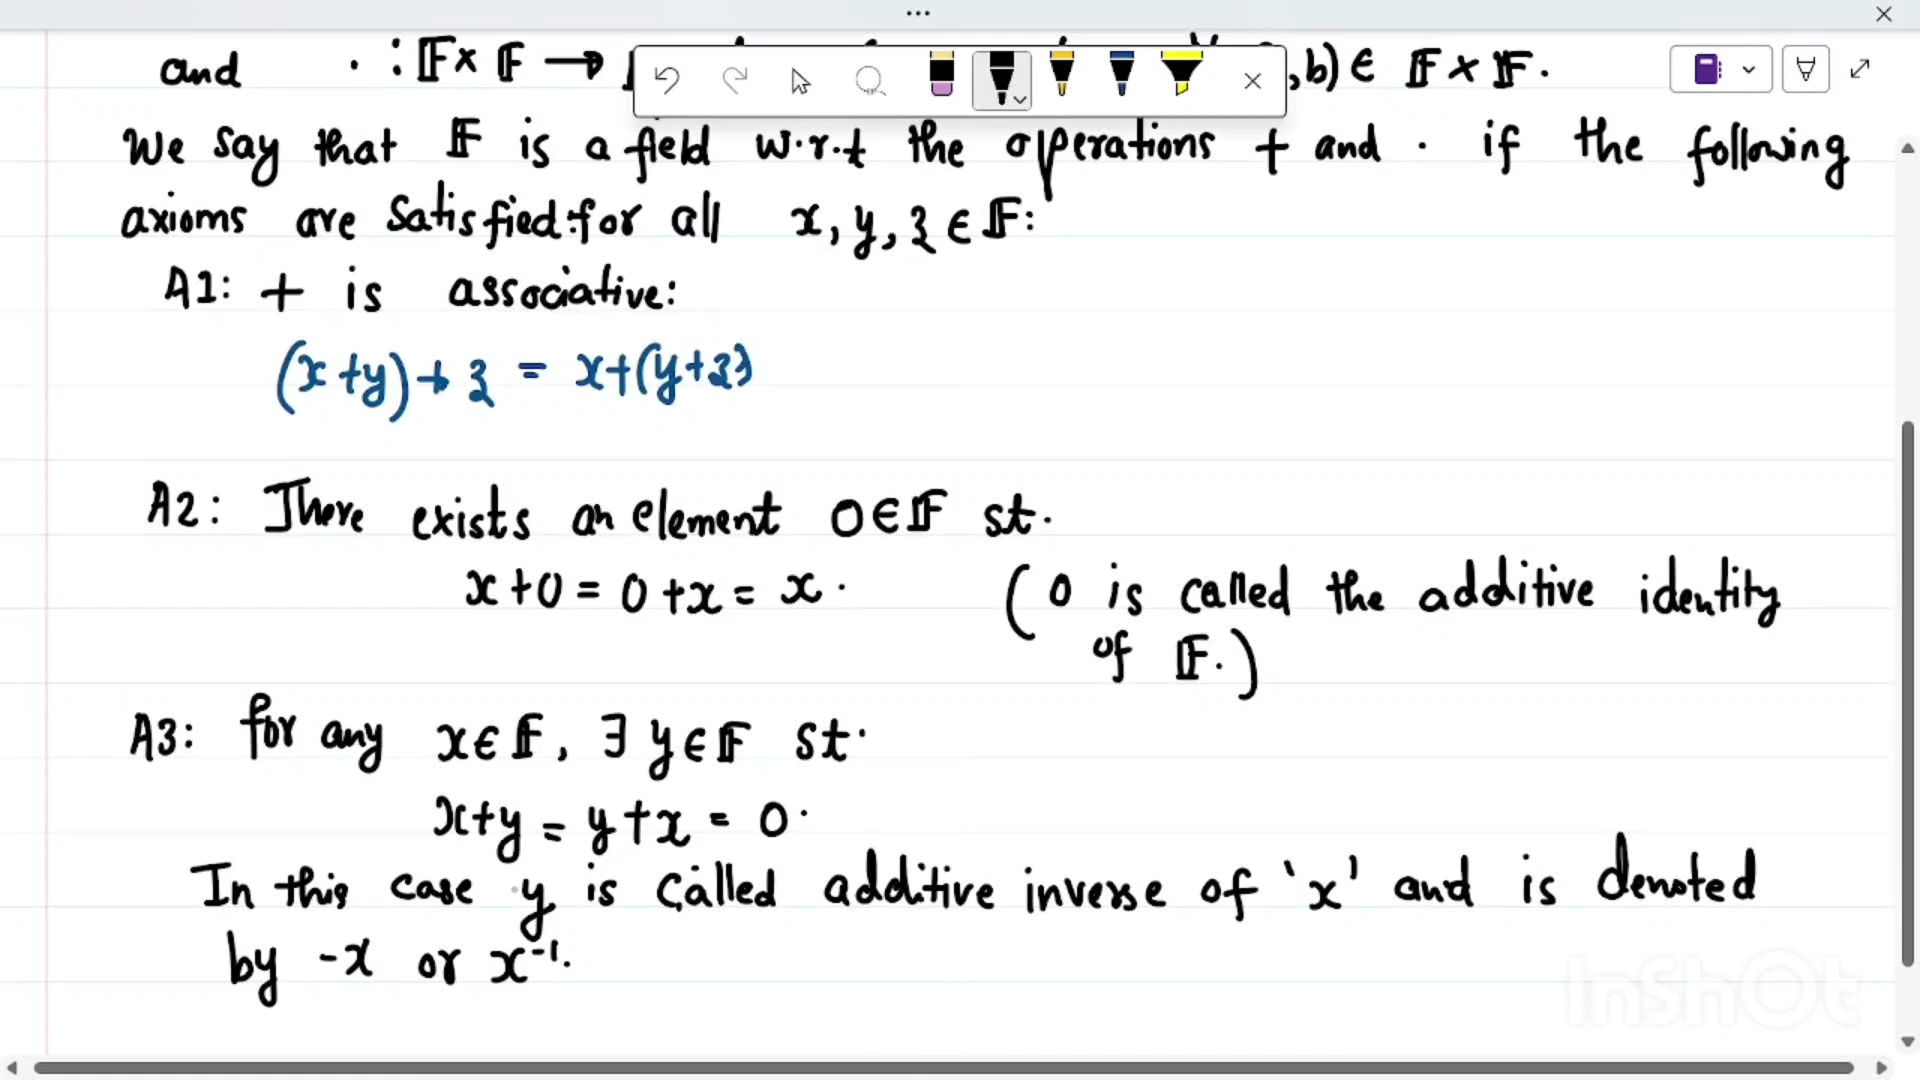 and · : 𝔽 × 𝔽 → , b) ∈ 𝔽 × 𝔽.
We say that 𝔽 is a field w.r.t the operations + and · if the following
axioms are satisfied: for all x, y, z ∈ 𝔽:
A1: + is associative:
(x+y)+z = x+(y+z)
A2: There exists an element 0 ∈ 𝔽 st.
x+0 = 0+x = x. (0 is called the additive identity
of 𝔽.)
A3: for any x ∈ 𝔽, ∃ y ∈ 𝔽 st.
x+y = y+x = 0.
In this case y is called additive inverse of 'x' and is denoted
by -x or x⁻¹.
InShOt